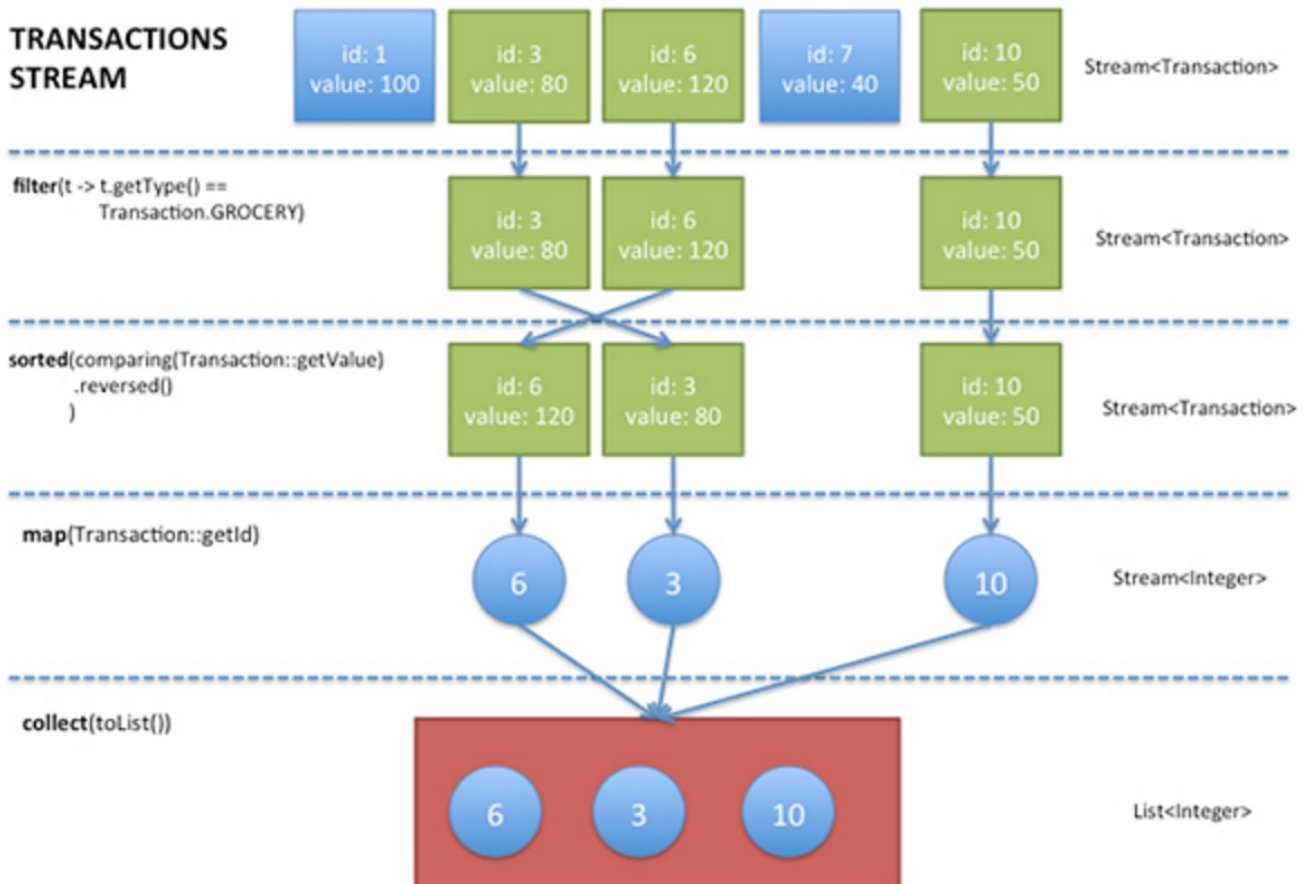 TRANSACTIONS
STREAM
id: 1
value: 100
id: 3
value: 80
id: 6
value: 120
id: 7
value: 40
id: 10
value: 50
Stream<Transaction>
filter(t -> t.getType() ==
Transaction.GROCERY)
id: 3
value: 80
id: 6
value: 120
id: 10
value: 50
Stream<Transaction>
sorted(comparing(Transaction::getValue)
.reversed()
)
id: 6
value: 120
id: 3
value: 80
id: 10
value: 50
Stream<Transaction>
map(Transaction::getId)
6
3
10
Stream<Integer>
collect(toList())
6
3
10
List<Integer>